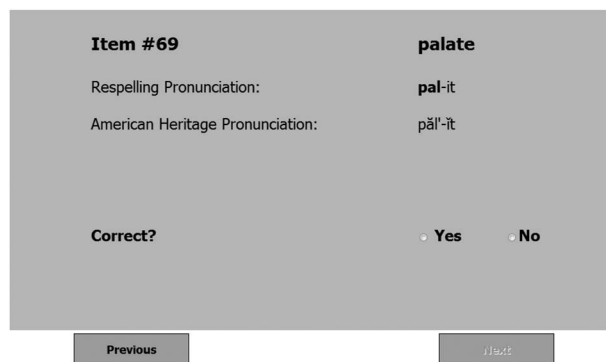 Item #69 palate
Respelling Pronunciation: pal-it
American Heritage Pronunciation: păl'-ĭt
Correct? Yes No
Previous Next